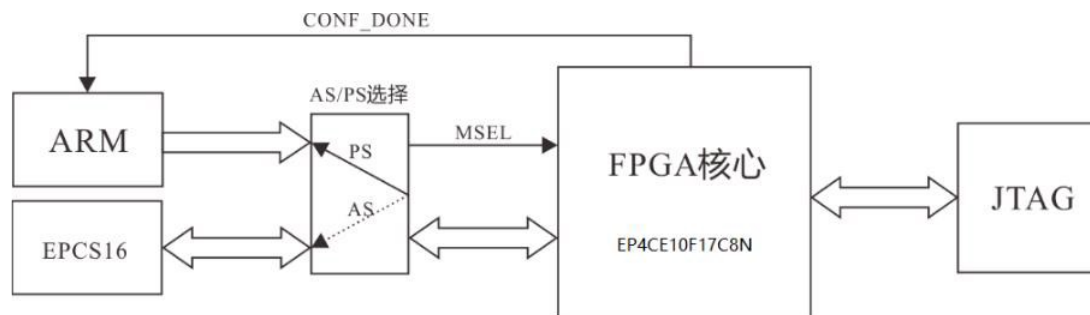 CONF_DONE
AS/PS选择
ARM
PS
MSEL
FPGA核心
JTAG
AS
EPCS16
EP4CE10F17C8N